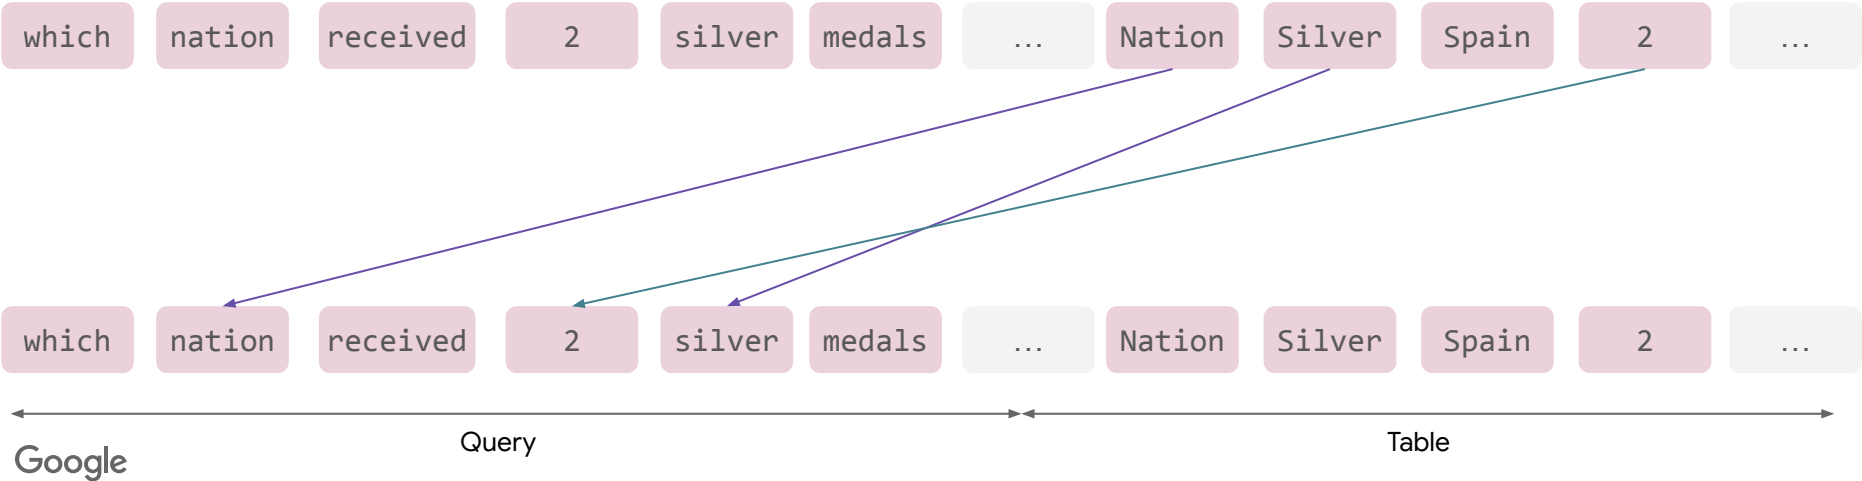 which nation received 2 silver medals ... Nation Silver Spain 2 ...
which nation received 2 silver medals ... Nation Silver Spain 2 ...
Query Table
Google